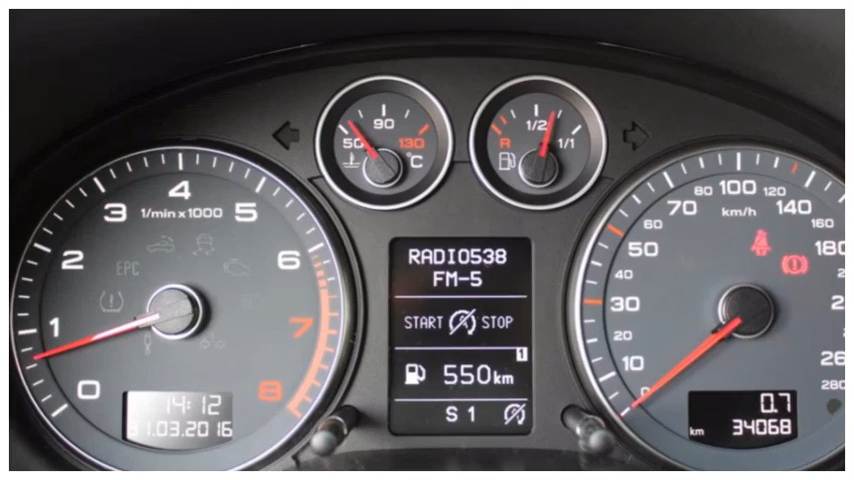 50 90 130 °C
R 1/2 1/1
1/min x 1000
0 1 2 3 4 5 6 7 8
EPC
14:12
31.03.2016
RADIO538
FM-5
START STOP
1
550km
S 1
km/h
0 10 20 30 40 50 60 70 80 100 120 140 160 180
280
0.7
km 34068